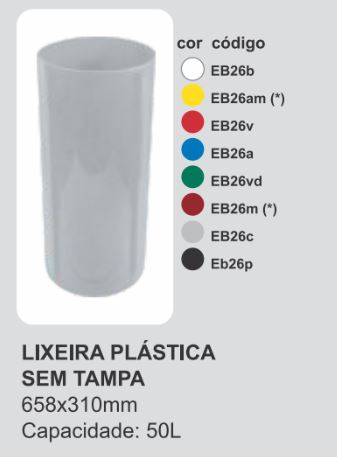 cor código
EB26b
EB26am (*)
EB26v
EB26a
EB26vd
EB26m (*)
EB26c
Eb26p
LIXEIRA PLÁSTICA
SEM TAMPA
658x310mm
Capacidade: 50L